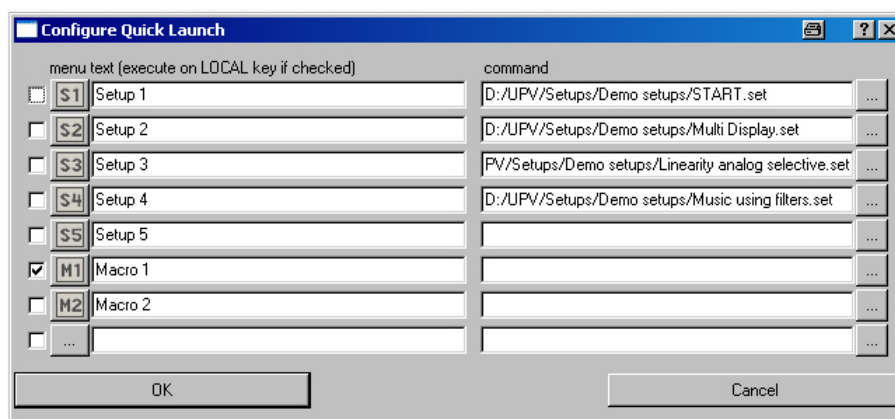 Configure Quick Launch
menu text (execute on LOCAL key if checked) command
S1 Setup 1 D:/UPV/Setups/Demo setups/START.set ...
S2 Setup 2 D:/UPV/Setups/Demo setups/Multi Display.set ...
S3 Setup 3 PV/Setups/Demo setups/Linearity analog selective.set ...
S4 Setup 4 D:/UPV/Setups/Demo setups/Music using filters.set ...
S5 Setup 5 ...
M1 Macro 1 ...
M2 Macro 2 ...
... ...
OK Cancel